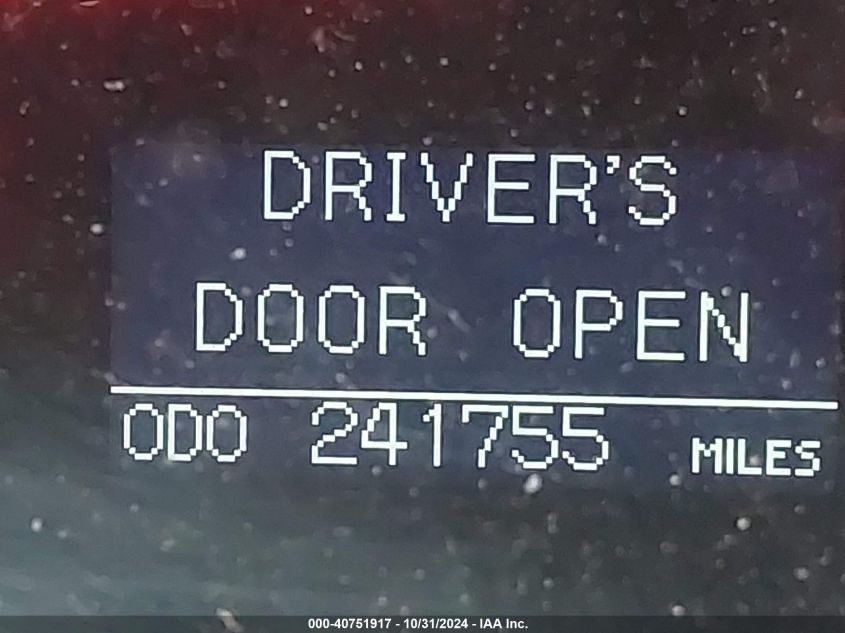 DRIVER'S
DOOR OPEN
ODO 241755 MILES
000-40751917 - 10/31/2024 - IAA Inc.